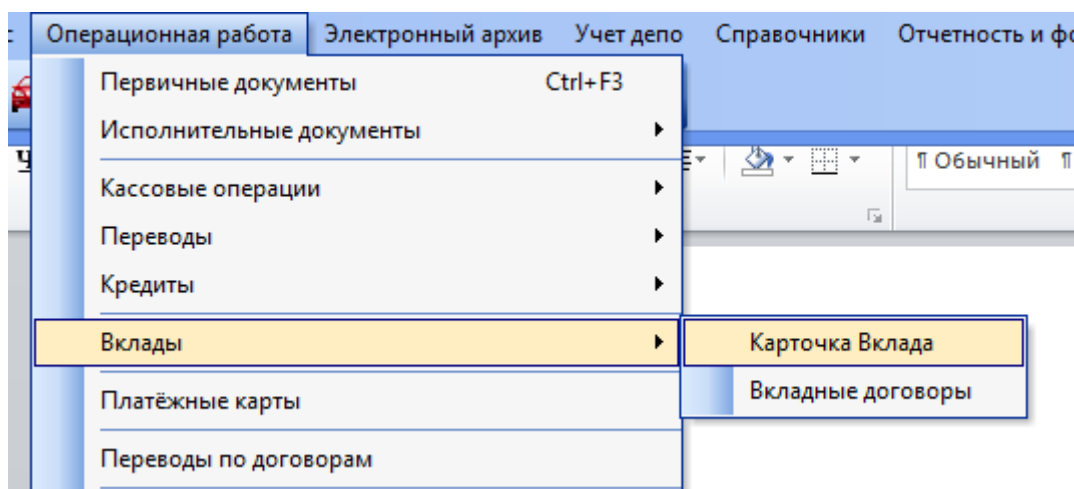 Операционная работа Электронный архив Учет депо Справочники Отчетность и фо
Первичные документы Ctrl+F3
Исполнительные документы
¶ Обычный ¶
Кассовые операции
Переводы
Кредиты
Вклады Карточка Вклада
Вкладные договоры
Платёжные карты
Переводы по договорам